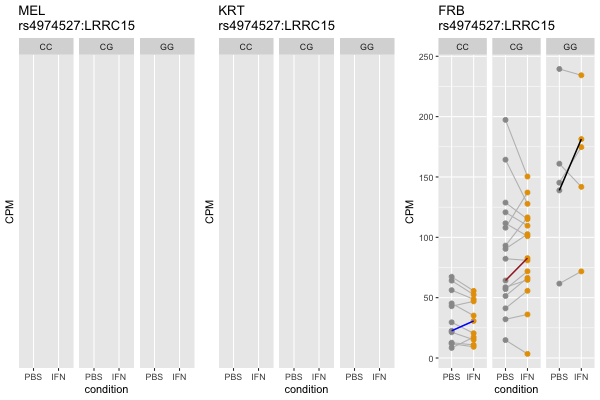 MEL
rs4974527:LRRC15
CC CG GG
CPM
PBS IFN PBS IFN PBS IFN
condition
KRT
rs4974527:LRRC15
CC CG GG
CPM
PBS IFN PBS IFN PBS IFN
condition
FRB
rs4974527:LRRC15
CC CG GG
250
200
150
100
50
0
CPM
PBS IFN PBS IFN PBS IFN
condition